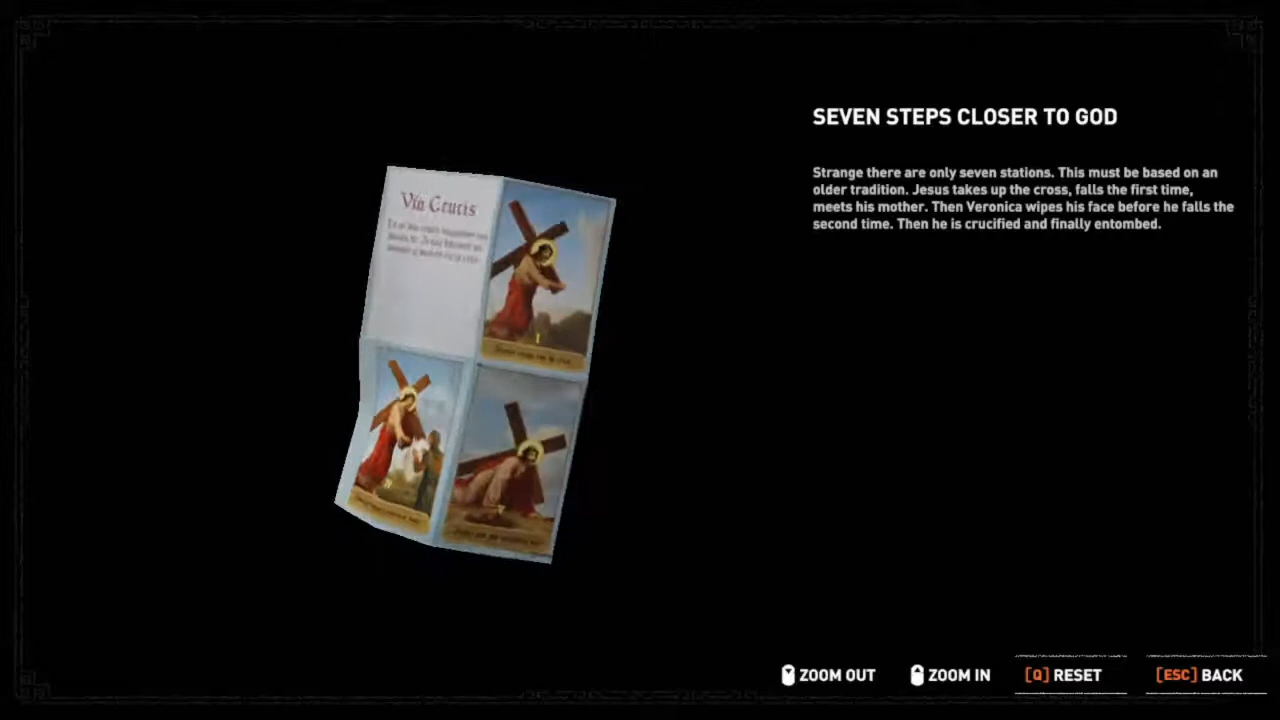 SEVEN STEPS CLOSER TO GOD
Strange there are only seven stations. This must be based on an
older tradition. Jesus takes up the cross, falls the first time,
meets his mother. Then Veronica wipes his face before he falls the
second time. Then he is crucified and finally entombed.
Via Crucis
I
V
ZOOM OUT
ZOOM IN
[Q] RESET
[ESC] BACK